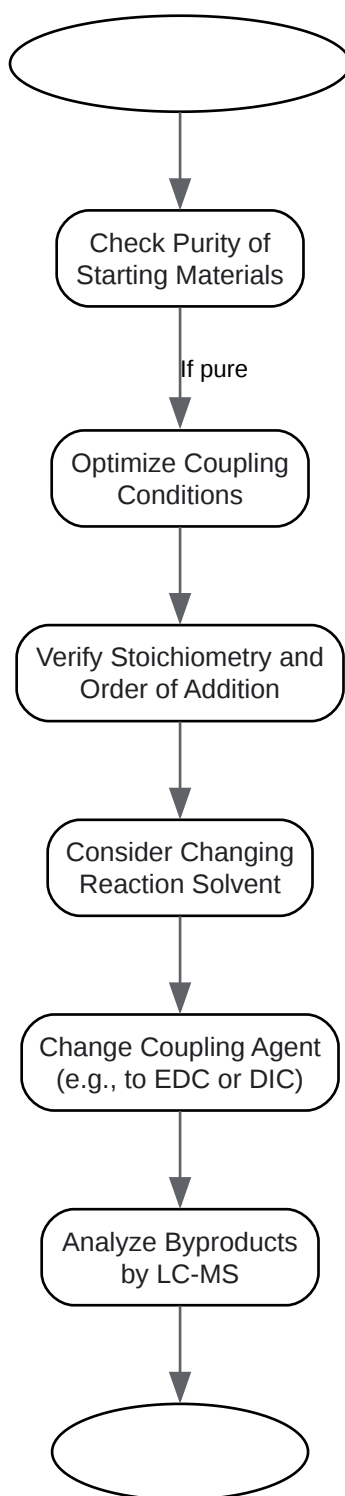 Check Purity of
Starting Materials
If pure
Optimize Coupling
Conditions
Verify Stoichiometry and
Order of Addition
Consider Changing
Reaction Solvent
Change Coupling Agent
(e.g., to EDC or DIC)
Analyze Byproducts
by LC-MS